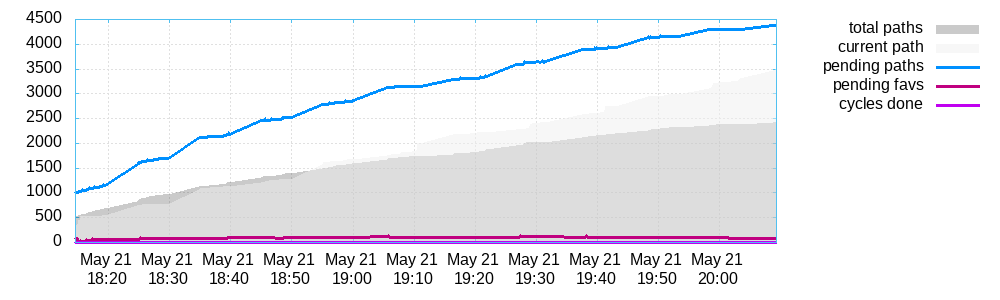 4500
4000
3500
3000
2500
2000
1500
1000
500
0
May 21 May 21 May 21 May 21 May 21 May 21 May 21 May 21 May 21 May 21 May 21
18:20 18:30 18:40 18:50 19:00 19:10 19:20 19:30 19:40 19:50 20:00
total paths
current path
pending paths
pending favs
cycles done